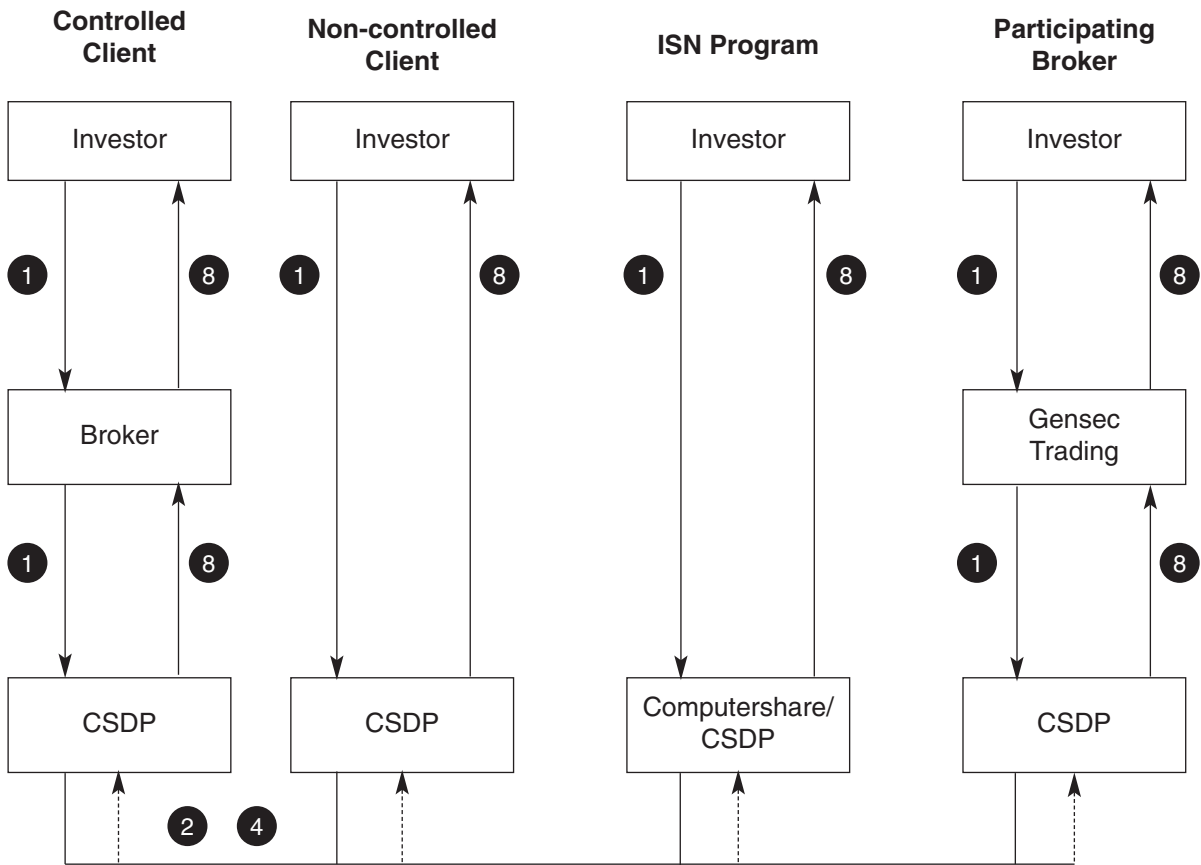 Controlled
Client
Non-controlled
Client
ISN Program
Participating
Broker
Investor
Investor
Investor
Investor
1
8
1
8
1
8
1
8
Broker
Gensec
Trading
1
8
1
8
CSDP
CSDP
Computershare/
CSDP
CSDP
2
4